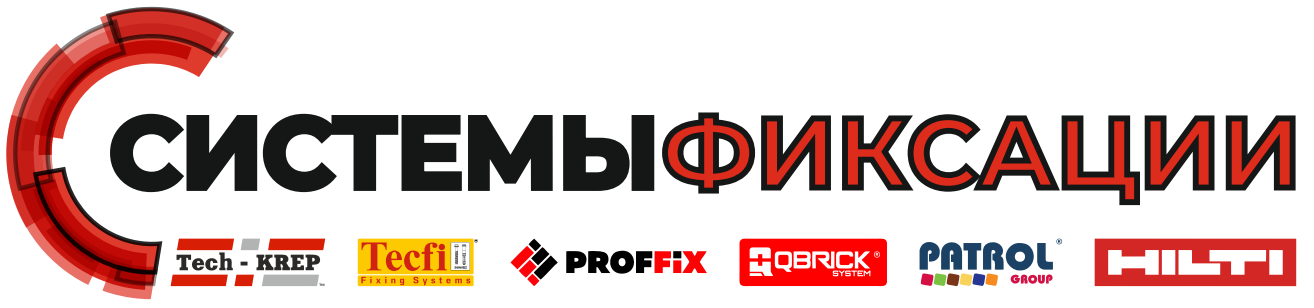 СИСТЕМЫФИКСАЦИИ
Tech - KREP
Tecfi
Fixing Systems
PROFFiX
QBRICK®
SYSTEM
PATROL®
GROUP
HILTI